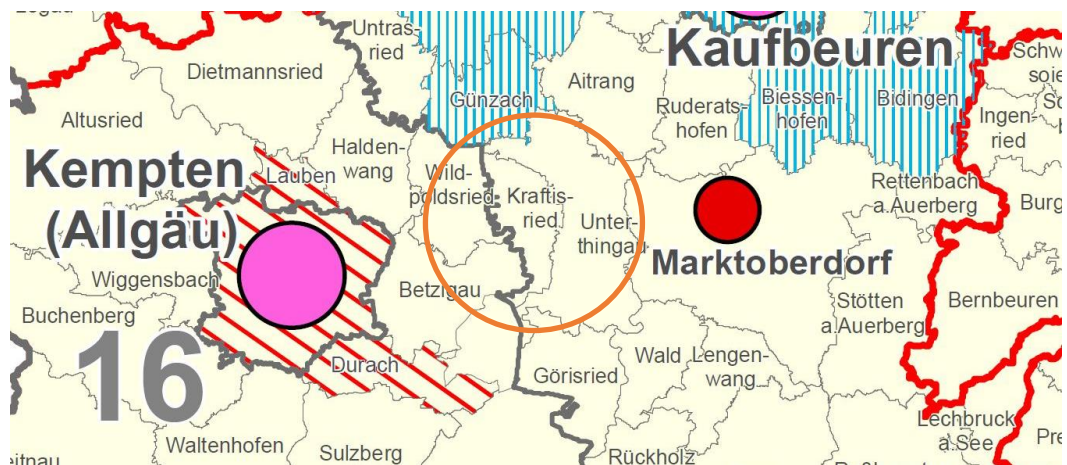 Untras-
ried
Dietmannsried
Altusried
Günzach
Aitrang
Kaufbeuren
Ruderats-
hofen
Biessen-
hofen
Bidingen
Ingen-
ried
Halden-
wang
Kempten
(Allgäu)
Lauben
Wild-
poldsried
Kraftis-
ried
Unter-
thingau
Rettenbach
a.Auerberg
Burg
Marktoberdorf
Wiggensbach
Betzigau
Buchenberg
Stötten
a.Auerberg
Bernbeuren
16
Durach
Görisried
Wald
Lengen-
wang
Lechbruck
a.See
Pre
Waltenhofen
Sulzberg
Rückholz
Schw
soie
eitnau